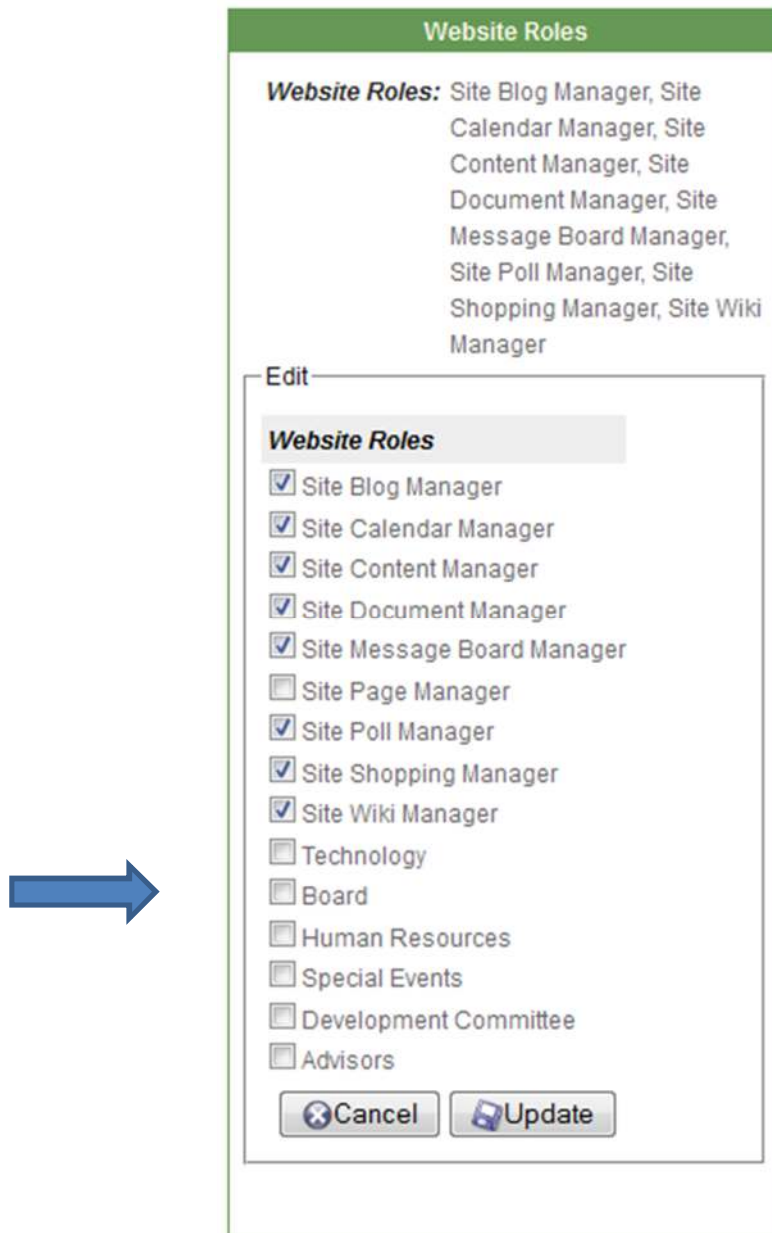 Website Roles
Website Roles: Site Blog Manager, Site
Calendar Manager, Site
Content Manager, Site
Document Manager, Site
Message Board Manager,
Site Poll Manager, Site
Shopping Manager, Site Wiki
Manager
Edit
Website Roles
Site Blog Manager
Site Calendar Manager
Site Content Manager
Site Document Manager
Site Message Board Manager
Site Page Manager
Site Poll Manager
Site Shopping Manager
Site Wiki Manager
Technology
Board
Human Resources
Special Events
Development Committee
Advisors
Cancel Update